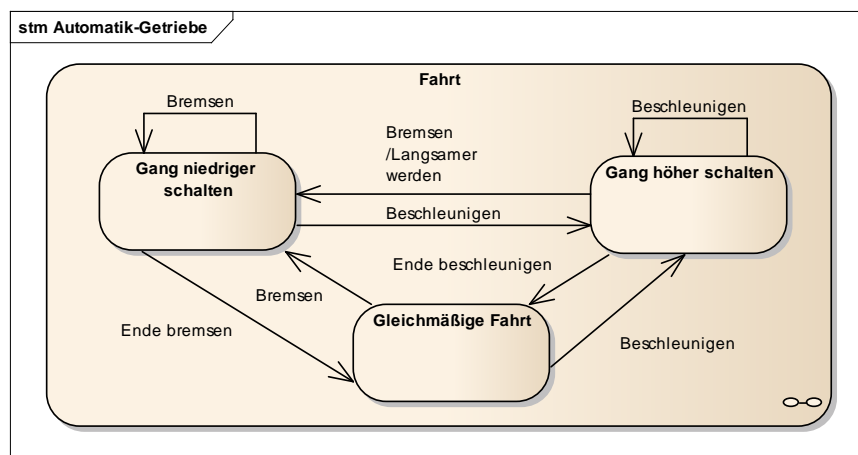 stm Automatik-Getriebe
Fahrt
Bremsen
Beschleunigen
Gang niedriger
schalten
Bremsen
/Langsamer
werden
Gang höher schalten
Beschleunigen
Ende beschleunigen
Bremsen
Gleichmäßige Fahrt
Ende bremsen
Beschleunigen